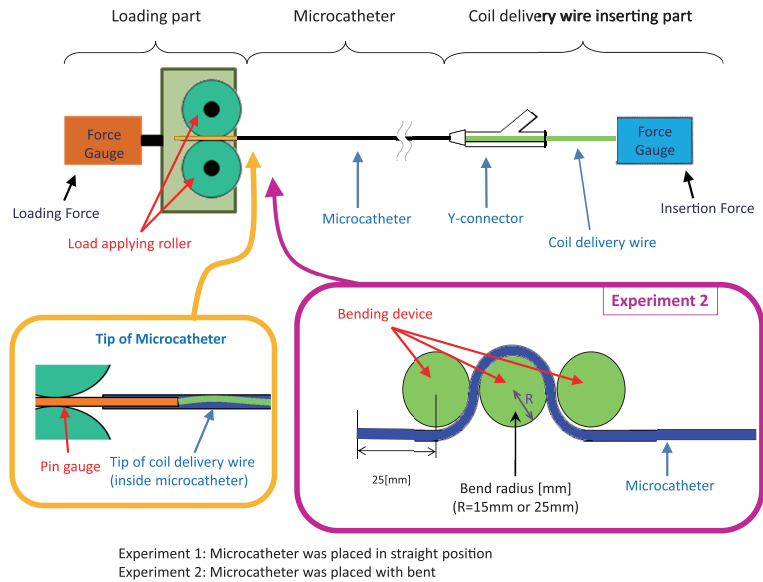 Loading part
Microcatheter
Coil delivery wire inserting part
Force
Gauge
Force
Gauge
Loading Force
Load applying roller
Microcatheter
Y-connector
Coil delivery wire
Insertion Force
Tip of Microcatheter
Pin gauge
Tip of coil delivery wire
(inside microcatheter)
Experiment 2
Bending device
R
25[mm]
Bend radius [mm]
(R=15mm or 25mm)
Microcatheter
Experiment 1: Microcatheter was placed in straight position
Experiment 2: Microcatheter was placed with bent